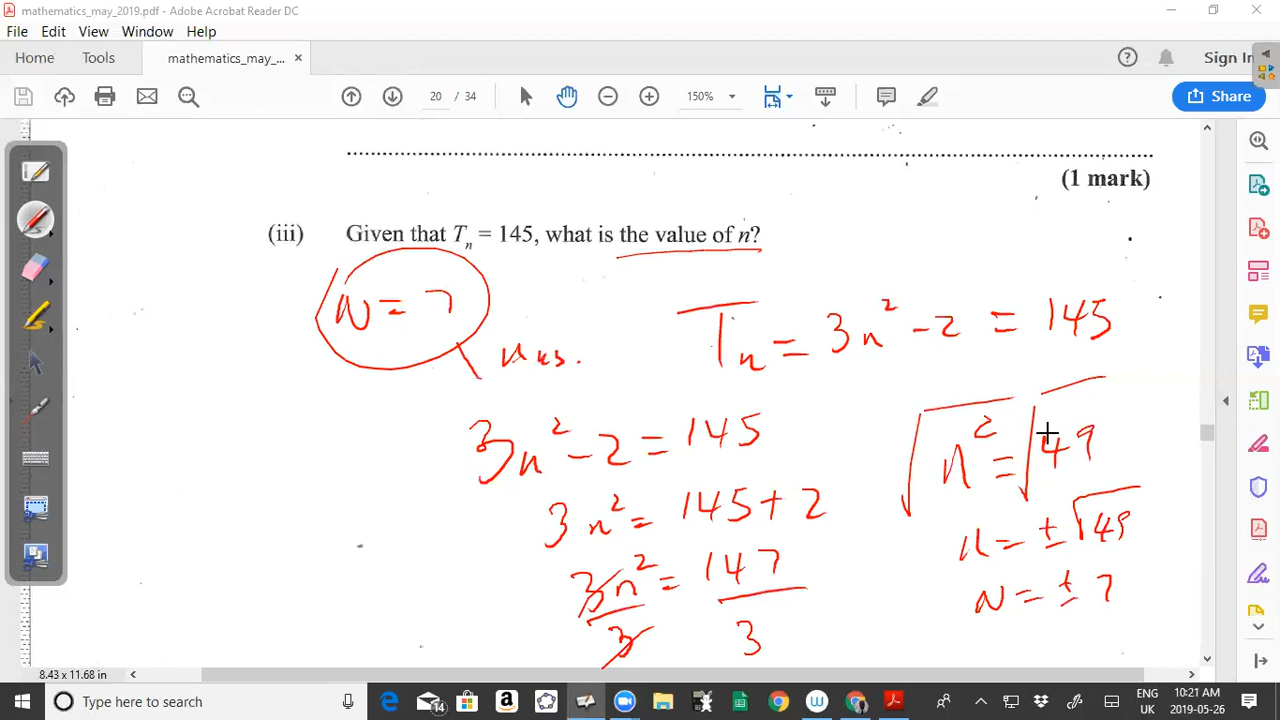 mathematics_may_2019.pdf - Adobe Acrobat Reader DC
File Edit View Window Help
Home Tools mathematics_may_... × Sign In
20 / 34 150% Share
(1 mark)
(iii) Given that Tn = 145, what is the value of n?
N = 7
Ans.
Tn = 3n² - 2 = 145
3n² - 2 = 145
3n² = 145 + 2
3n²/3 = 147/3
√n² = √49
n = ± √49
N = ± 7
8.43 x 11.68 in
Type here to search
14
ENG
UK
10:21 AM
2019-05-26